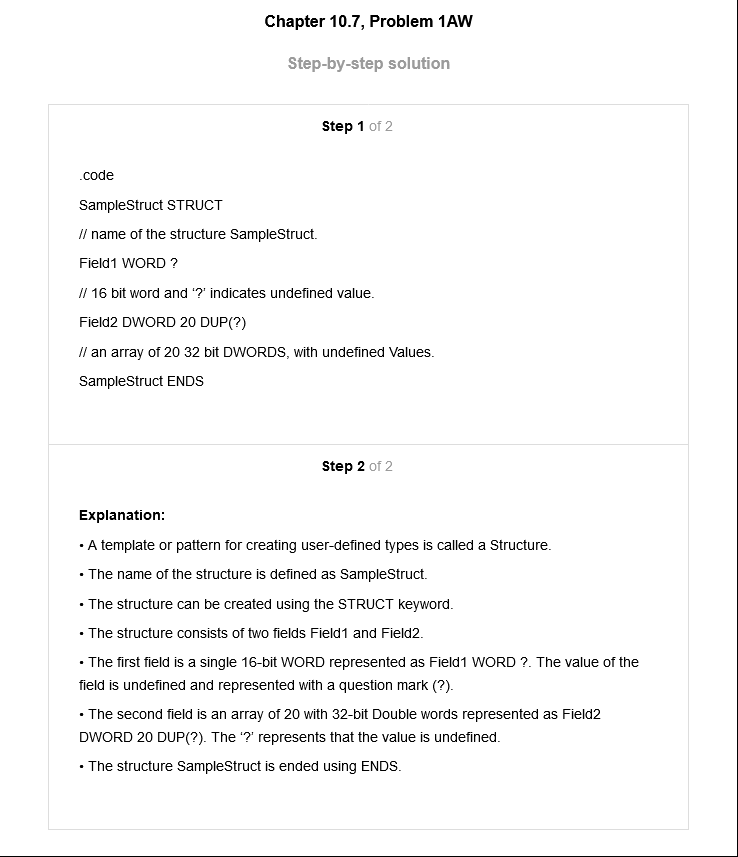 Chapter 10.7, Problem 1AW
Step-by-step solution
Step 1 of 2
.code
SampleStruct STRUCT
// name of the structure SampleStruct.
Field1 WORD ?
// 16 bit word and ‘?’ indicates undefined value.
Field2 DWORD 20 DUP(?)
// an array of 20 32 bit DWORDS, with undefined Values.
SampleStruct ENDS
Step 2 of 2
Explanation:
• A template or pattern for creating user-defined types is called a Structure.
• The name of the structure is defined as SampleStruct.
• The structure can be created using the STRUCT keyword.
• The structure consists of two fields Field1 and Field2.
• The first field is a single 16-bit WORD represented as Field1 WORD ?. The value of the
field is undefined and represented with a question mark (?).
• The second field is an array of 20 with 32-bit Double words represented as Field2
DWORD 20 DUP(?). The ‘?’ represents that the value is undefined.
• The structure SampleStruct is ended using ENDS.